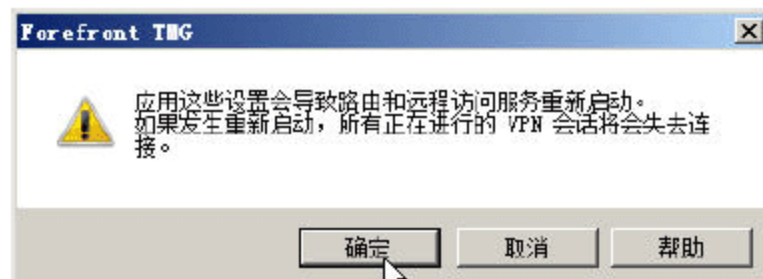 Forefront TMG
应用这些设置会导致路由和远程访问服务重新启动。
如果发生重新启动，所有正在进行的 VPN 会话将会失去连
接。
确定 取消 帮助